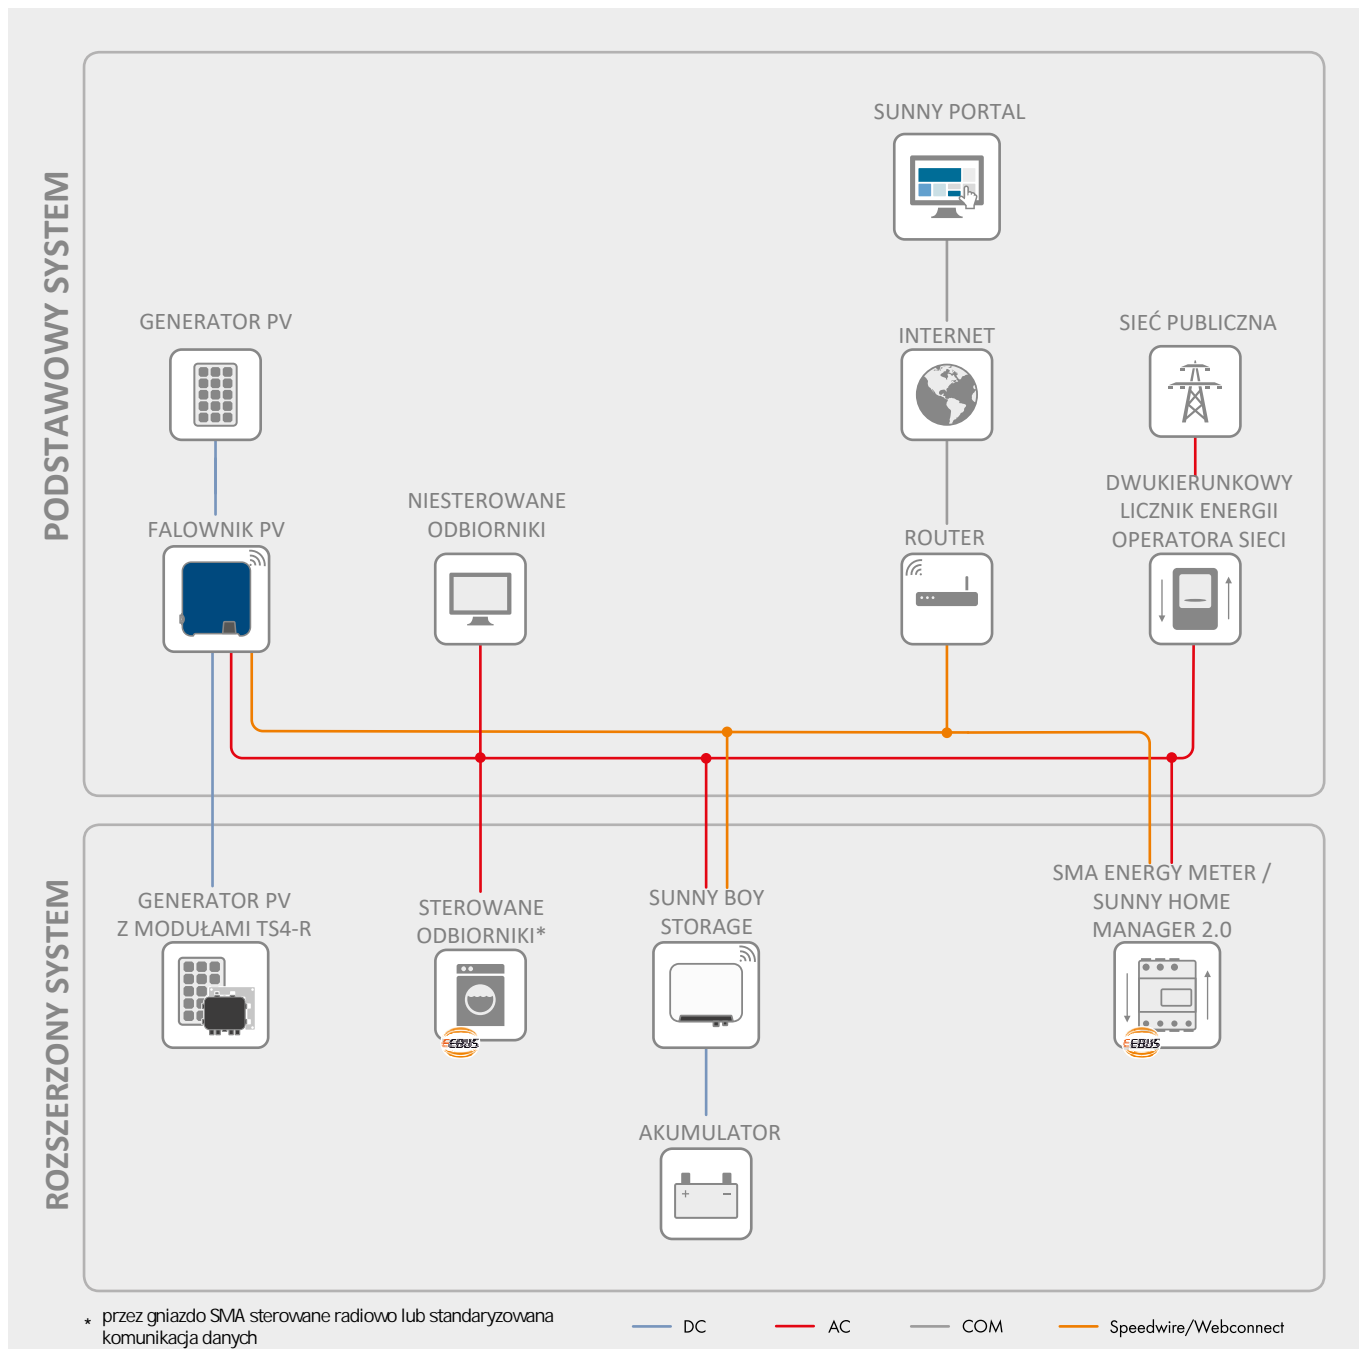 PODSTAWOWY SYSTEM
SUNNY PORTAL
GENERATOR PV
INTERNET
SIEĆ PUBLICZNA
NIESTEROWANE
ODBIORNIKI
FALOWNIK PV
ROUTER
DWUKIERUNKOWY
LICZNIK ENERGII
OPERATORA SIECI
ROZSZERZONY SYSTEM
GENERATOR PV
Z MODUŁAMI TS4-R
STEROWANE
ODBIORNIKI*
SUNNY BOY
STORAGE
SMA ENERGY METER /
SUNNY HOME
MANAGER 2.0
EEBUS
EEBUS
AKUMULATOR
+ −
* przez gniazdo SMA sterowane radiowo lub standaryzowana
komunikacja danych
DC
AC
COM
Speedwire/Webconnect